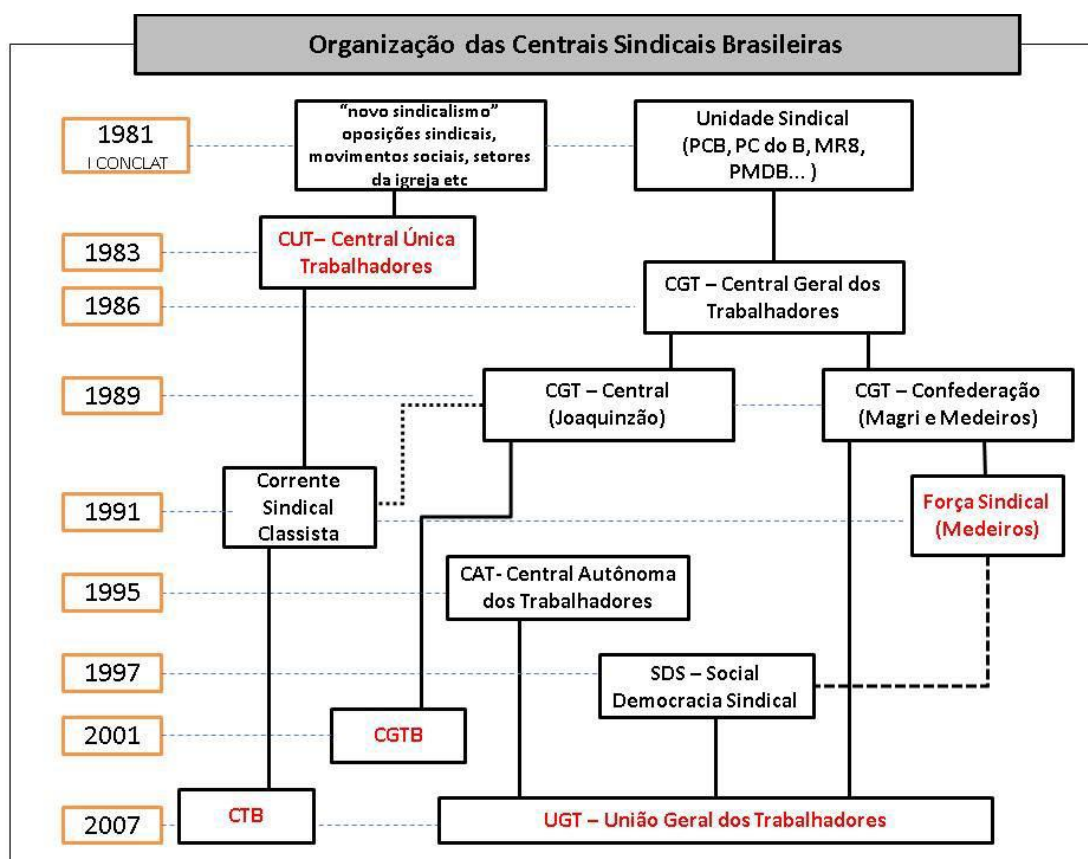 Organização das Centrais Sindicais Brasileiras
1981
I CONCLAT
“novo sindicalismo”
oposições sindicais,
movimentos sociais, setores
da igreja etc
Unidade Sindical
(PCB, PC do B, MR8,
PMDB... )
1983
CUT– Central Única
Trabalhadores
1986
CGT – Central Geral dos
Trabalhadores
1989
CGT – Central
(Joaquinzão)
CGT – Confederação
(Magri e Medeiros)
1991
Corrente
Sindical
Classista
Força Sindical
(Medeiros)
1995
CAT- Central Autônoma
dos Trabalhadores
1997
SDS – Social
Democracia Sindical
2001
CGTB
2007
CTB
UGT – União Geral dos Trabalhadores